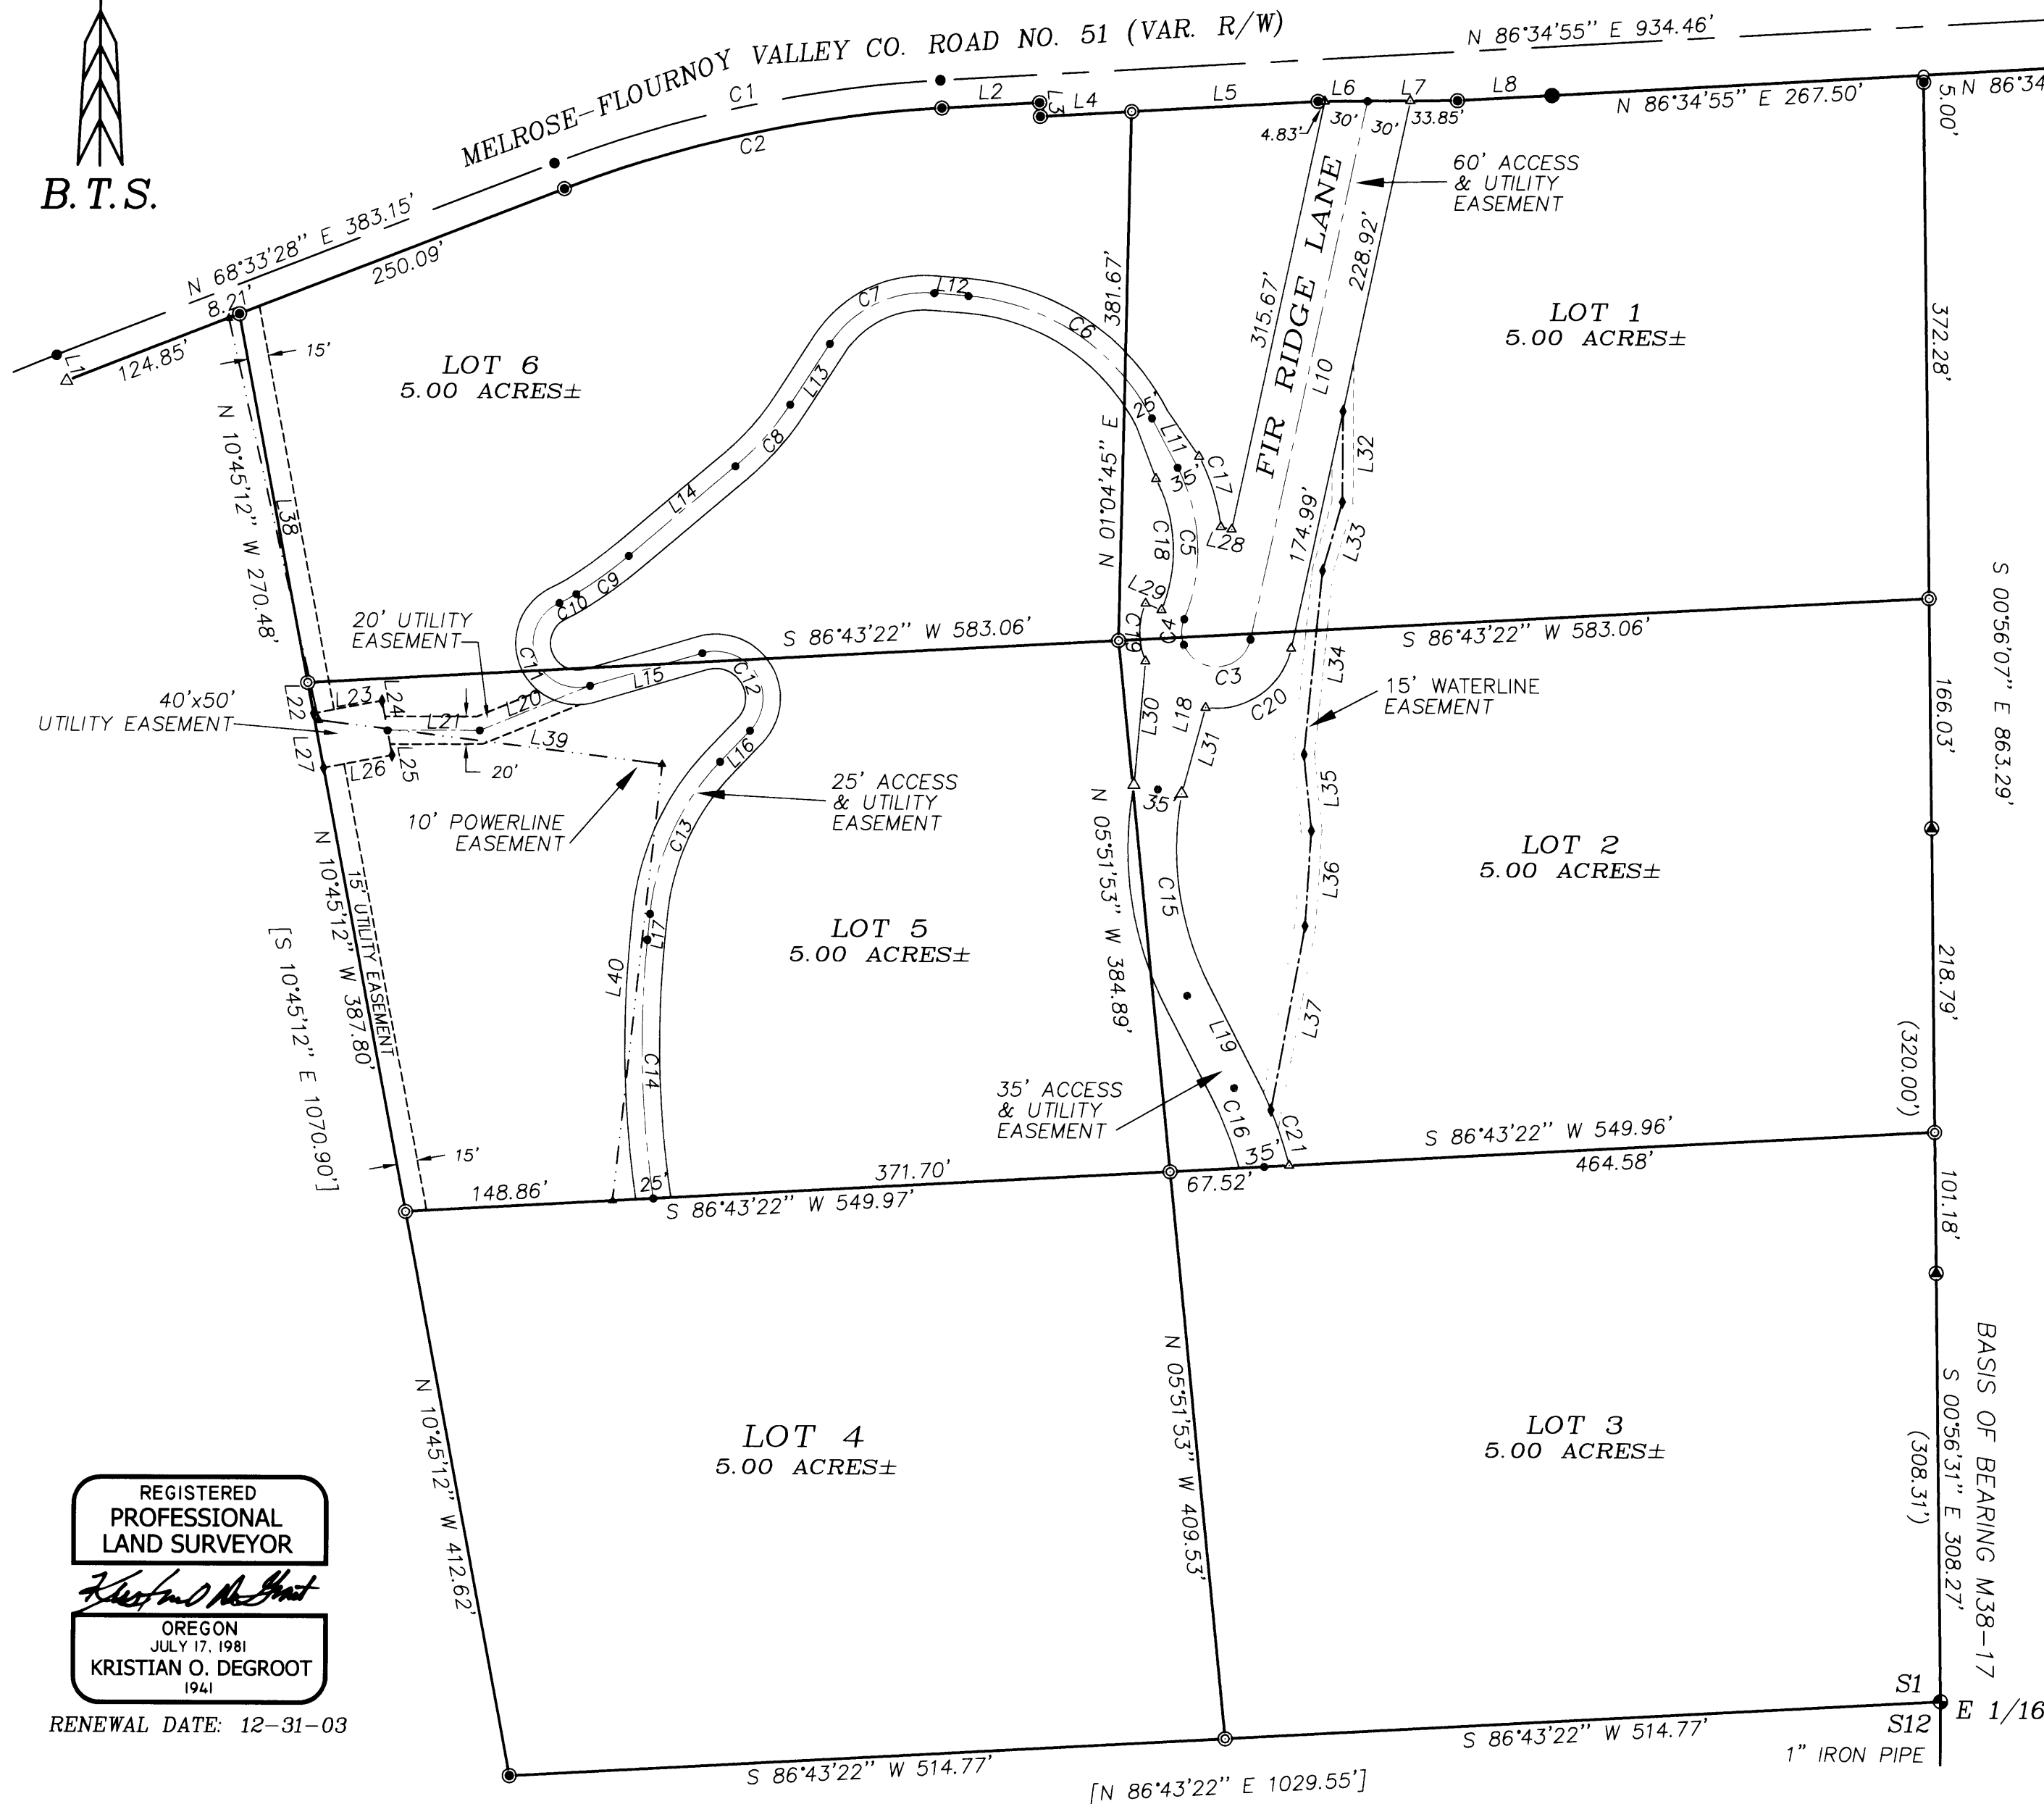 B.T.S.
MELROSE-FLOURNOY VALLEY CO. ROAD NO. 51 (VAR. R/W)
N 86°34'55" E 934.46'
N 68°33'28" E 383.15'
C1
C2
L2
L3
L4
L5
L6
L7
L8
N 86°34'55" E 267.50'
5.00'
N 86°34
4.83'
30'
30'
33.85'
8.21'
250.09'
L1
124.85'
15'
60' ACCESS
& UTILITY
EASEMENT
LOT 1
5.00 ACRES±
372.28'
LOT 6
5.00 ACRES±
C7
L12
C6
381.67'
N 01°04'45" E
315.67'
FIR RIDGE LANE
228.92'
L10
L13
C8
L14
25'
L11
35'
C17
C18
C5
L28
174.99'
L32
L33
N 10°45'12" W 270.48'
L38
C9
C10
C11
L29
C19
C4
C3
C20
20' UTILITY
EASEMENT
S 86°43'22" W 583.06'
S 86°43'22" W 583.06'
S 00°56'07" E 863.29'
166.03'
40'x50'
UTILITY EASEMENT
L22
L23
L24
L21
L20
L15
C12
L27
L26
L25
20'
L39
L16
L30
L18
L31
L34
15' WATERLINE
EASEMENT
35'
L35
10' POWERLINE
EASEMENT
25' ACCESS
& UTILITY
EASEMENT
C13
LOT 2
5.00 ACRES±
N 10°45'12" W 387.80'
15' UTILITY EASEMENT
[S 10°45'12" E 1070.90']
L17
L40
C14
LOT 5
5.00 ACRES±
N 05°51'53" W 384.89'
C15
L36
L19
L37
218.79'
(320.00')
35' ACCESS
& UTILITY
EASEMENT
C16
C21
35'
S 86°43'22" W 549.96'
464.58'
67.52'
15'
148.86'
25'
371.70'
S 86°43'22" W 549.97'
101.18'
N 10°45'12" W 412.62'
LOT 4
5.00 ACRES±
N 05°51'53" W 409.53'
LOT 3
5.00 ACRES±
(308.31')
S 00°56'31" E 308.27'
BASIS OF BEARING M38-17
REGISTERED
PROFESSIONAL
LAND SURVEYOR
OREGON
JULY 17, 1981
KRISTIAN O. DEGROOT
1941
RENEWAL DATE: 12-31-03
S1
S12
E 1/16
1" IRON PIPE
S 86°43'22" W 514.77'
S 86°43'22" W 514.77'
[N 86°43'22" E 1029.55']